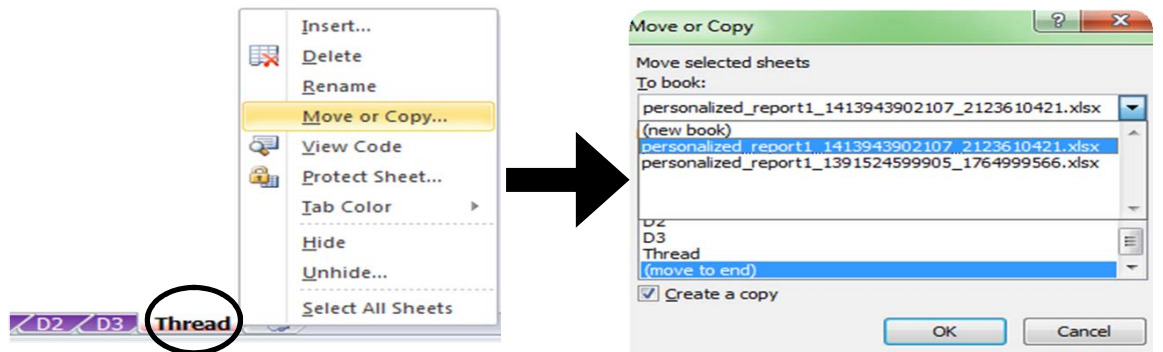 Insert...
Delete
Rename
Move or Copy...
View Code
Protect Sheet...
Tab Color
Hide
Unhide...
Select All Sheets
D2 D3 Thread
Move or Copy
?
Move selected sheets
To book:
personalized_report1_1413943902107_2123610421.xlsx
(new book)
personalized_report1_1413943902107_2123610421.xlsx
personalized_report1_1391524599905_1764999566.xlsx
D2
D3
Thread
(move to end)
Create a copy
OK Cancel